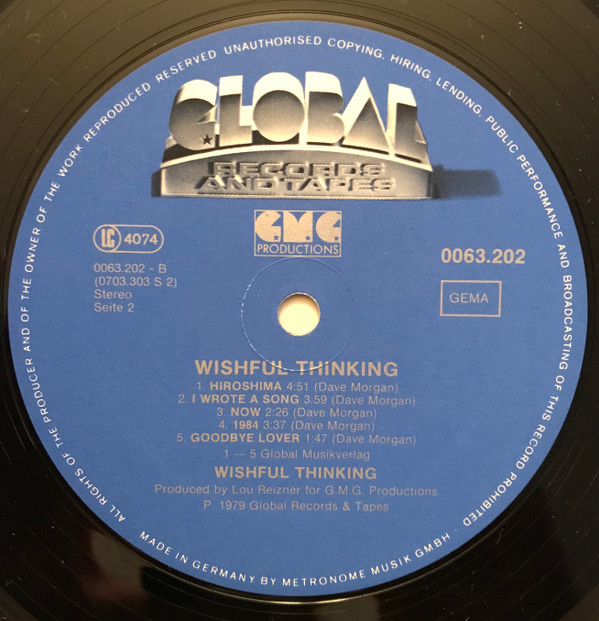 ALL RIGHTS OF THE PRODUCER AND OF THE OWNER OF THE WORK REPRODUCED RESERVED UNAUTHORISED COPYING, HIRING, LENDING, PUBLIC PERFORMANCE AND BROADCASTING OF THIS RECORD PROHIBITED ·
GLOBAL
RECORDS
AND TAPES
G.M.G.
PRODUCTIONS
LC 4074
0063.202
0063.202 - B
(0703.303 S 2)
Stereo
Seite 2
GEMA
WISHFUL THINKING
1. HIROSHIMA 4:51 (Dave Morgan)
2. I WROTE A SONG 3:59 (Dave Morgan)
3. NOW 2:26 (Dave Morgan)
4. 1984 3:37 (Dave Morgan)
5. GOODBYE LOVER 1:47 (Dave Morgan)
1 — 5 Global Musikverlag
WISHFUL THINKING
Produced by Lou Reizner for G.M.G. Productions
P 1979 Global Records & Tapes
MADE IN GERMANY BY METRONOME MUSIK GMBH ·